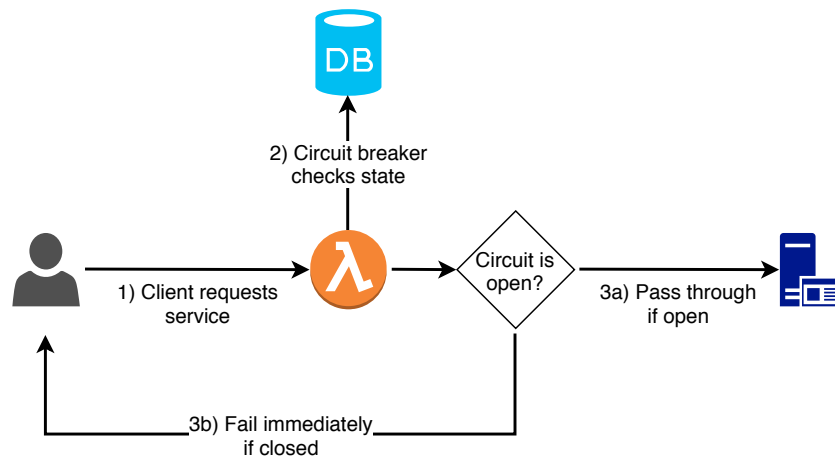 DB
2) Circuit breaker
checks state
1) Client requests
service
λ
Circuit is
open?
3a) Pass through
if open
3b) Fail immediately
if closed